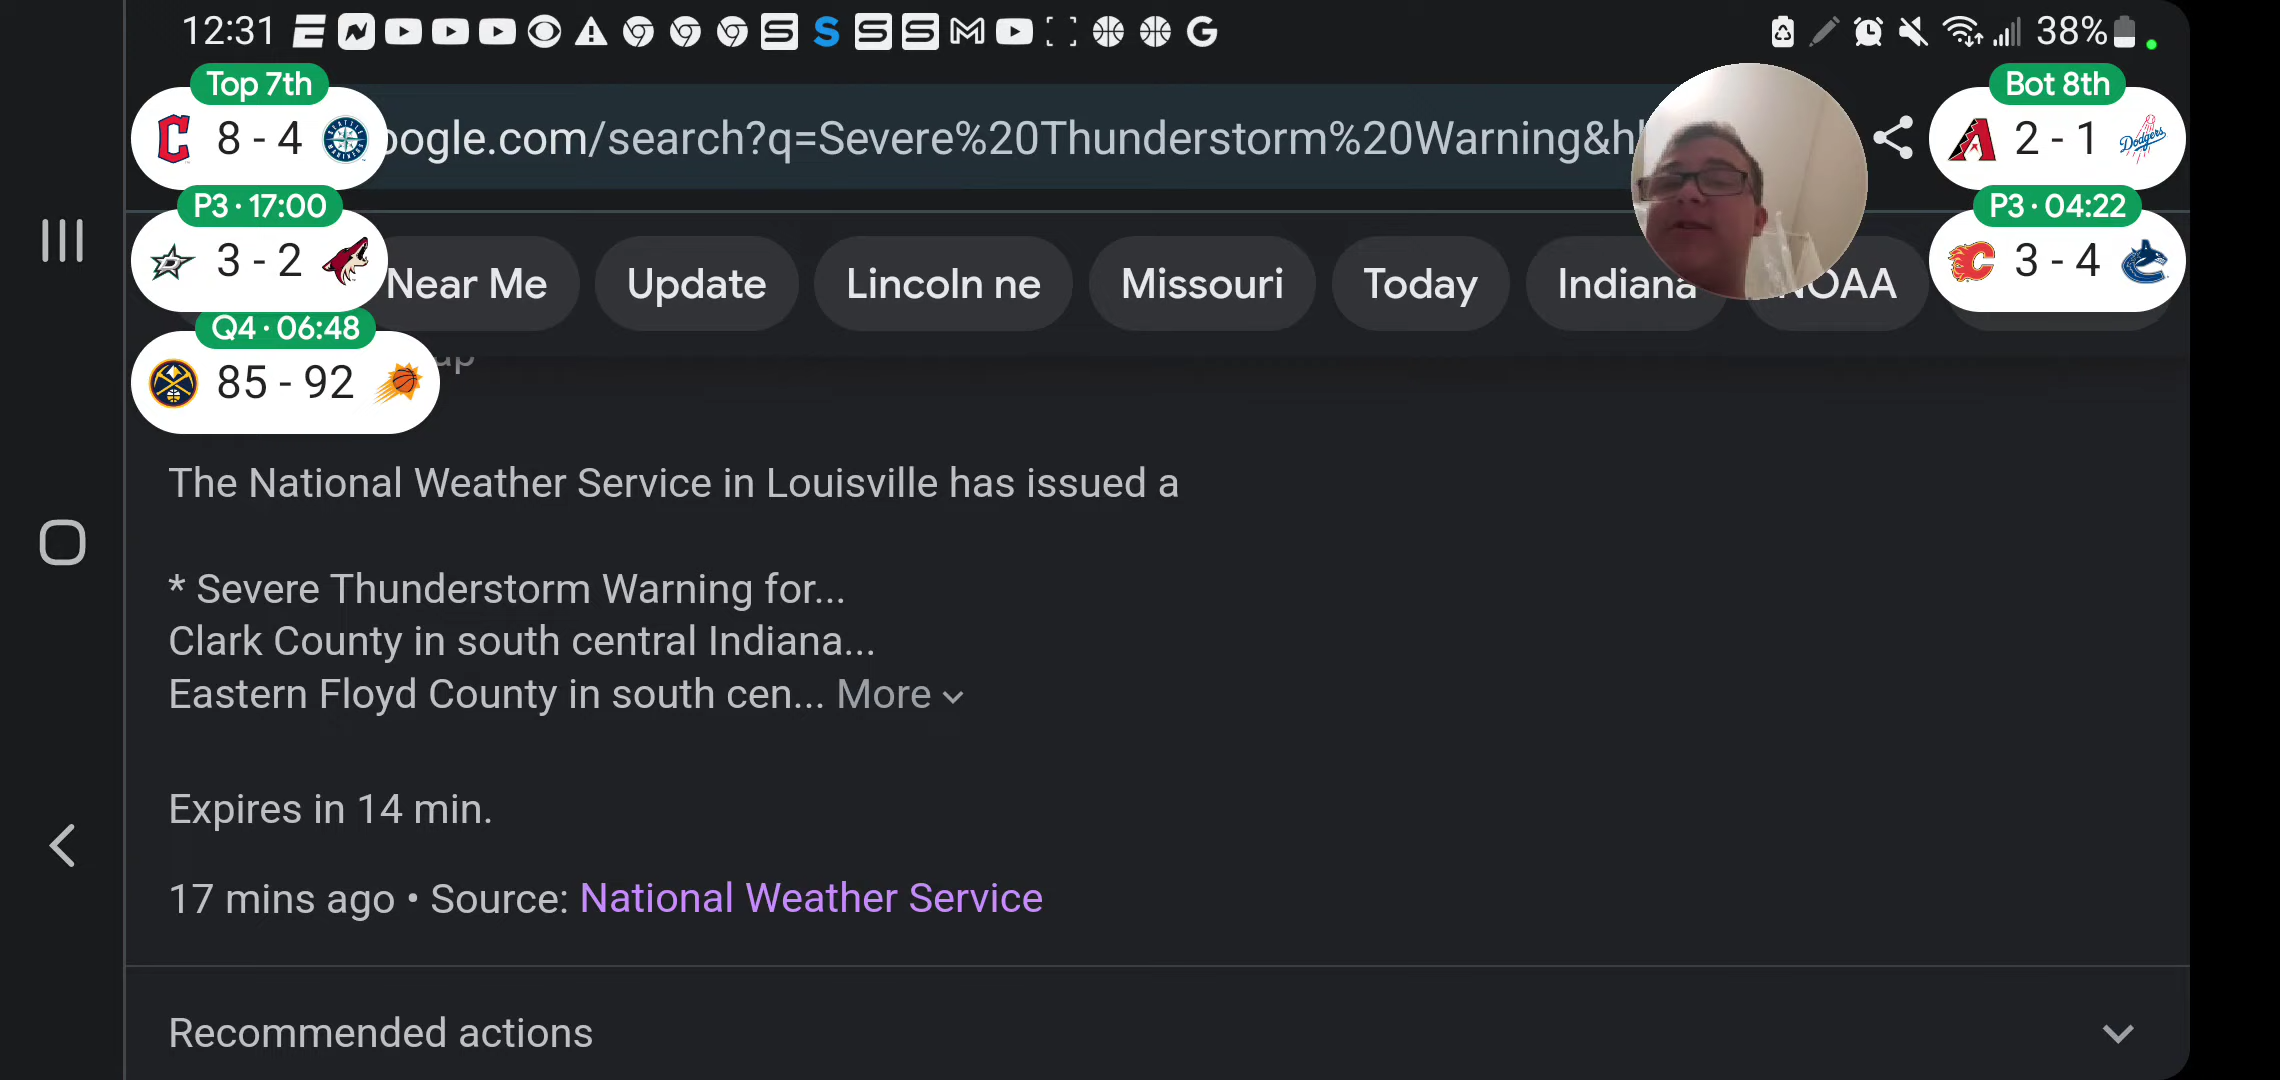 12:31
38%
Top 7th
8 - 4
oogle.com/search?q=Severe%20Thunderstorm%20Warning&h
Bot 8th
2 - 1
Dodgers
P3 · 17:00
3 - 2
P3 · 04:22
3 - 4
Near Me
Update
Lincoln ne
Missouri
Today
Indiana
NOAA
Q4 · 06:48
85 - 92
The National Weather Service in Louisville has issued a
* Severe Thunderstorm Warning for...
Clark County in south central Indiana...
Eastern Floyd County in south cen... More
Expires in 14 min.
17 mins ago • Source: National Weather Service
Recommended actions